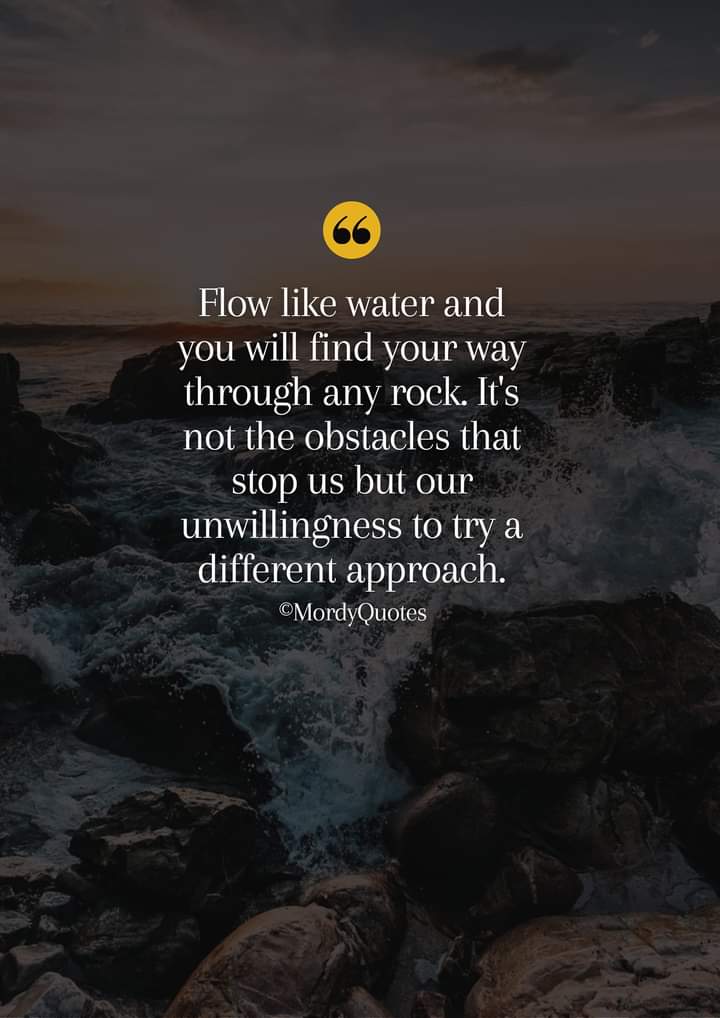 ❝
Flow like water and
you will find your way
through any rock. It's
not the obstacles that
stop us but our
unwillingness to try a
different approach.
©MordyQuotes